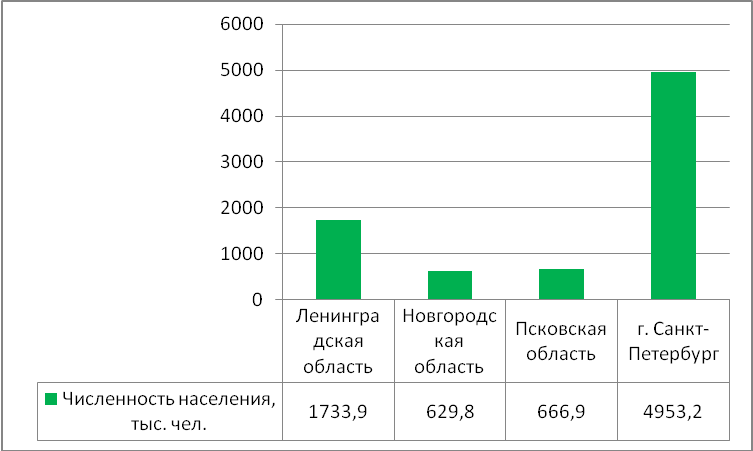 6000
5000
4000
3000
2000
1000
0
Ленингра
дская
область
Новгородс
кая
область
Псковская
область
г. Санкт-
Петербург
Численность населения,
тыс. чел.
1733,9
629,8
666,9
4953,2